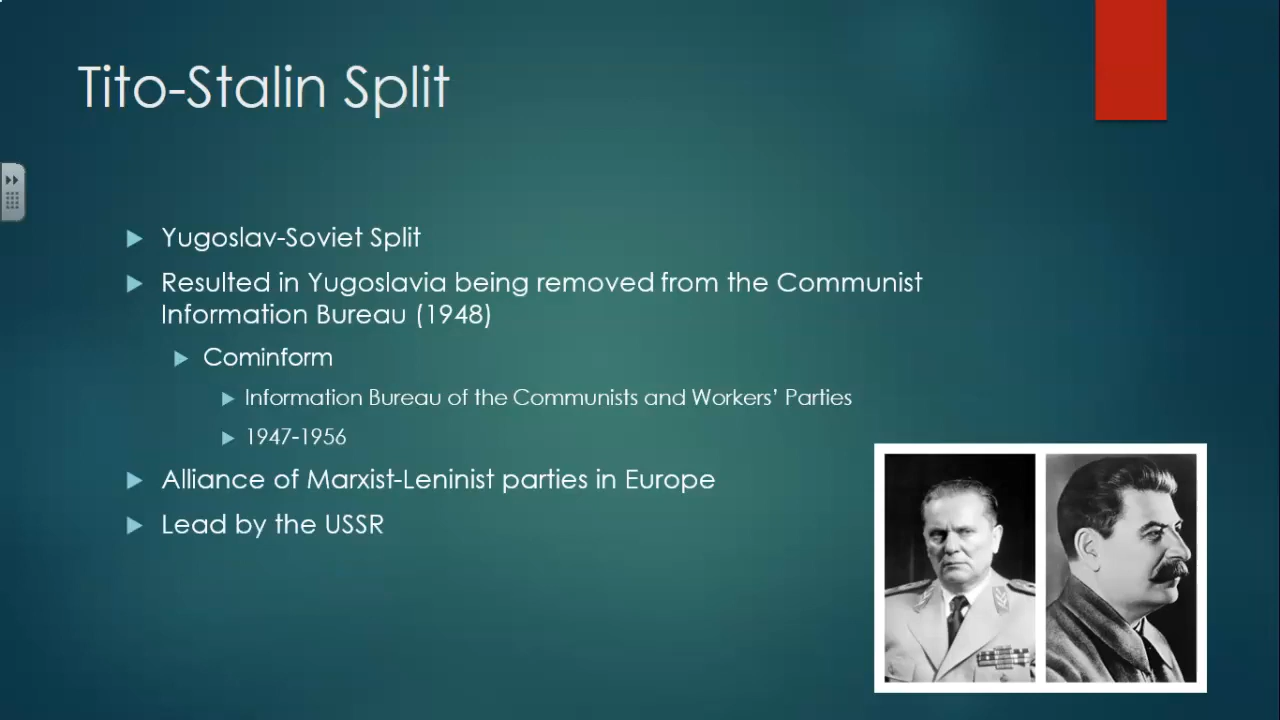 Tito-Stalin Split
Yugoslav-Soviet Split
Resulted in Yugoslavia being removed from the Communist
Information Bureau (1948)
Cominform
Information Bureau of the Communists and Workers’ Parties
1947-1956
Alliance of Marxist-Leninist parties in Europe
Lead by the USSR